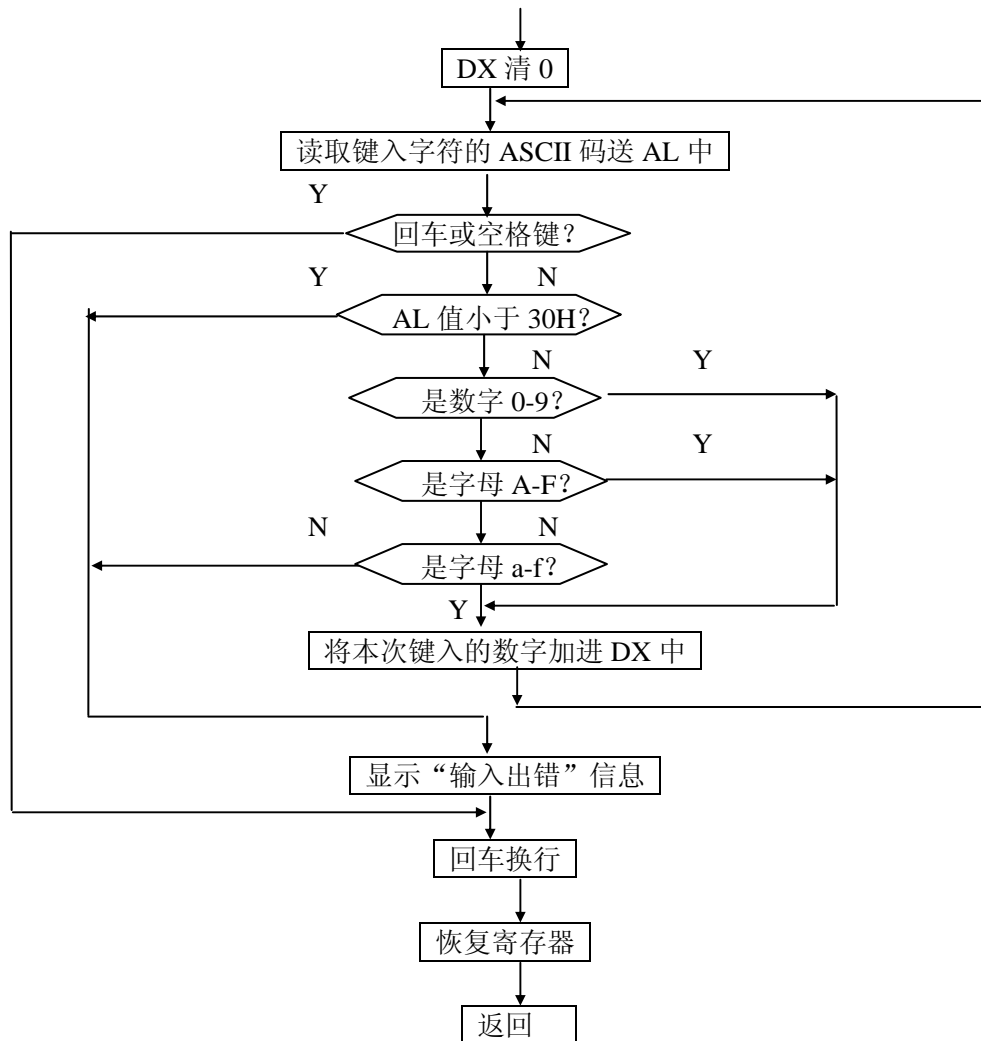 DX 清 0
读取键入字符的 ASCII 码送 AL 中
Y
回车或空格键？
Y
N
AL 值小于 30H？
N
Y
是数字 0-9？
N
Y
是字母 A-F？
N
N
是字母 a-f？
Y
将本次键入的数字加进 DX 中
显示“输入出错”信息
回车换行
恢复寄存器
返回